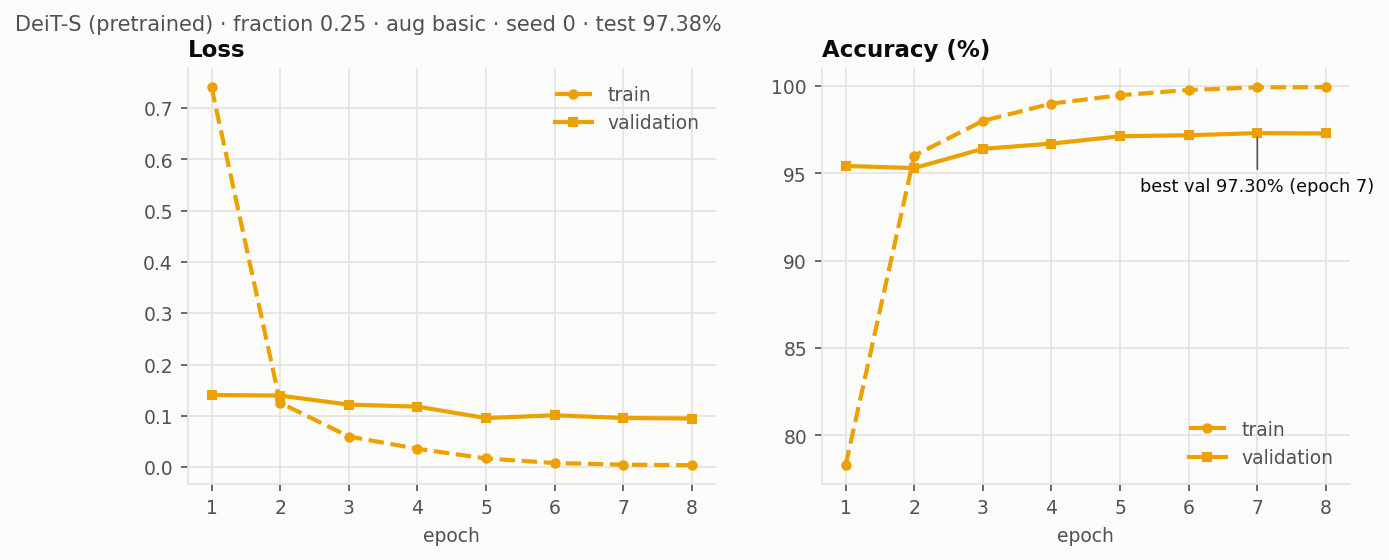 DeiT-S (pretrained) · fraction 0.25 · aug basic · seed 0 · test 97.38%
Loss
0.7
0.6
0.5
0.4
0.3
0.2
0.1
0.0
train
validation
1 2 3 4 5 6 7 8
epoch
Accuracy (%)
100
95
90
85
80
best val 97.30% (epoch 7)
train
validation
1 2 3 4 5 6 7 8
epoch